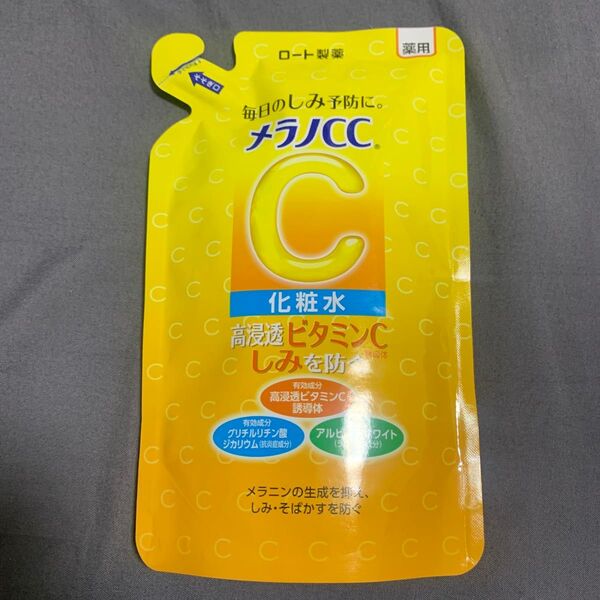 ロート製薬
薬用
毎日のしみ予防に。
メラノCC®
C
化粧水
高浸透ビタミンC
誘導体
しみを防ぐ
有効成分
高浸透ビタミンC
誘導体
有効成分
グリチルリチン酸
ジカリウム(抗炎症成分)
メラニンの生成を抑え、
しみ・そばかすを防ぐ